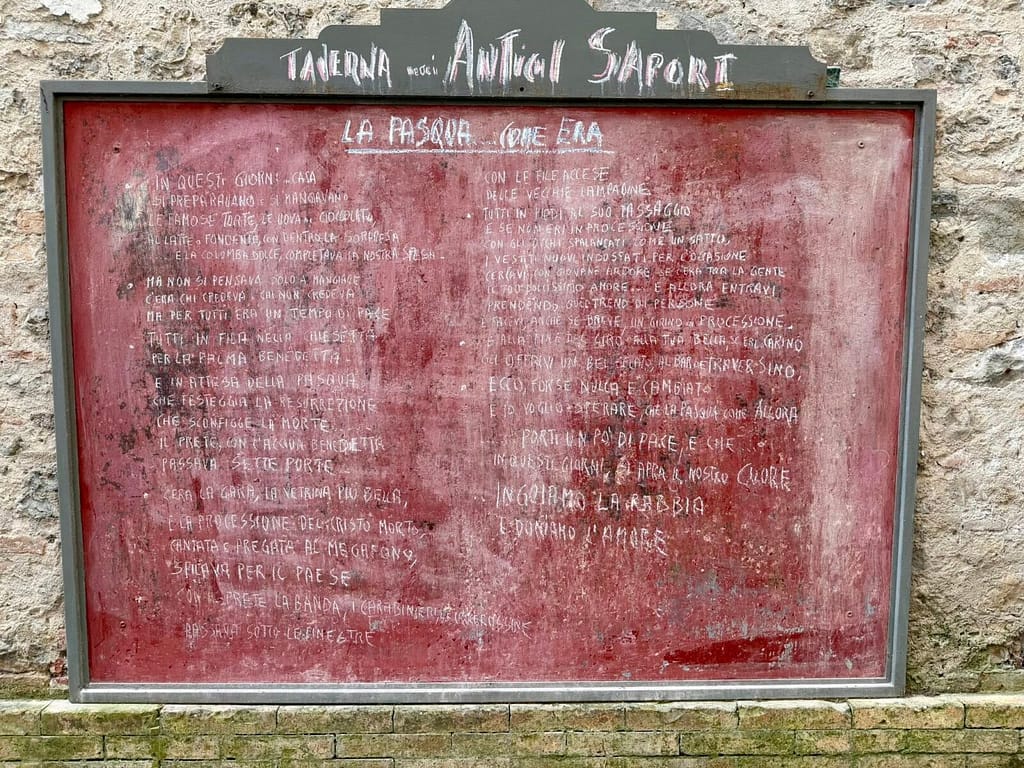 TAVERNA ANTICHI SAPORI
LA PASQUA ... COME ERA
IN QUESTI GIORNI ... CASA
SI PREPARAVANO E SI MANGIAVANO
LE FAMOSE TORTE, LE UOVA DI CIOCCOLATO
AL LATTE O FONDENTE, CON DENTRO LA SORPRESA
... E LA COLOMBA DOLCE, COMPLETAVA LA NOSTRA SPESA ..
MA NON SI PENSAVA SOLO A MANGIARE
C'ERA CHI CREDEVA E CHI NON CREDEVA
MA PER TUTTI ERA UN TEMPO DI PACE
TUTTI IN FILA NELLA CHIESETTA
PER LA PALMA BENEDETTA.
E IN ATTESA DELLA PASQUA
CHE FESTEGGIA LA RESURREZIONE
CHE SCONFIGGE LA MORTE..
IL PRETE, CON L'ACQUA BENEDETTA
PASSAVA SETTE PORTE
C'ERA LA GARA, LA VETRINA PIÙ BELLA,
E LA PROCESSIONE DEL CRISTO MORTO,
CANTATA E PREGATA AL MEGAFONO,
SFILAVA PER IL PAESE
CON IL PRETE LA BANDA, I CARABINIERI E
PASSAVA SOTTO LE FINESTRE
CON LE FILE ACCESE
DELLE VECCHIE LAMPADINE
TUTTI IN PIEDI AL SUO PASSAGGIO
E SE NON ERI IN PROCESSIONE
CON GLI OCCHI SPALANCATI COME UN GATTO,
I VESTITI NUOVI INDOSSATI PER L'OCCASIONE
CERCAVI CON GIOVANE ARDORE SE C'ERA TRA LA GENTE
IL TUO DOLCISSIMO AMORE ... E ALLORA ENTRAVI
PRENDENDO QUEL TREND DI PERSONE
E FACEVI, ANCHE SE BREVE, UN GIRINO DI PROCESSIONE.
E ALLA FINE DEL GIRO, ALLA TUA BELLA SE ERI CARINO
GLI OFFRIVI UN BEL GELATO, AL BAR DE TRAVERSINO,
ECCO, FORSE NULLA È CAMBIATO
E IO VOGLIO SPERARE, CHE LA PASQUA COME ALLORA
PORTI UN PO' DI PACE, E CHE
IN QUESTI GIORNI, SI APRA IL NOSTRO CUORE
INGOIAMO LA RABBIA
E DONIAMO L'AMORE